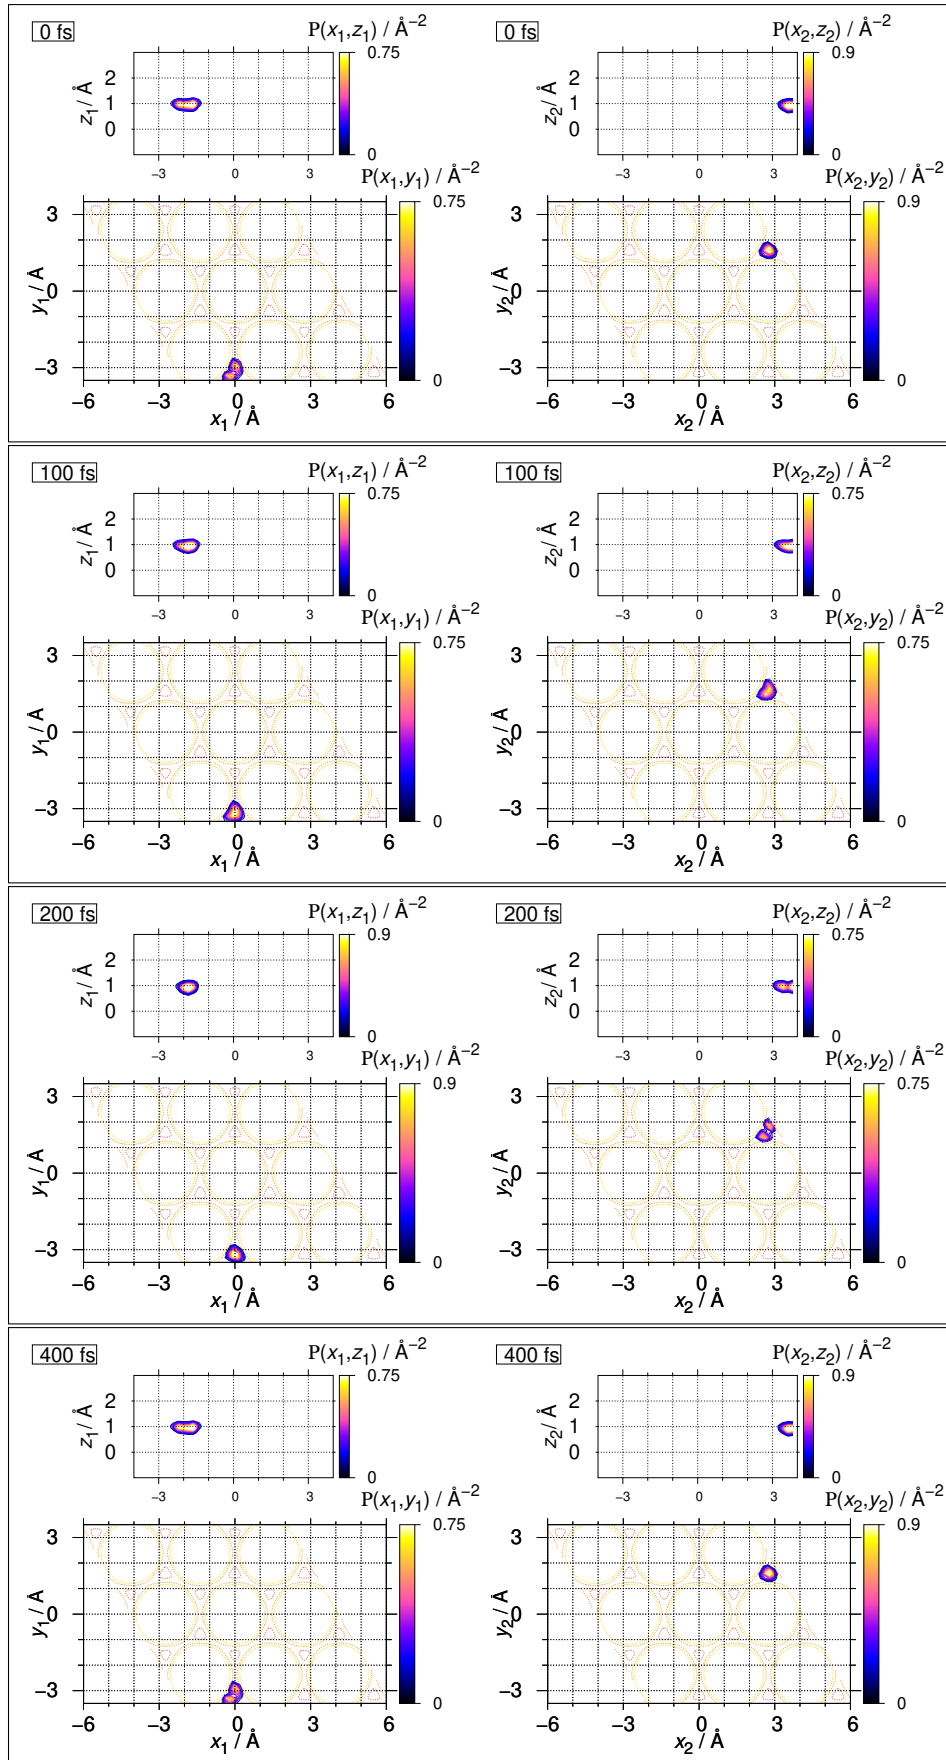 0 fs
P(x1,z1) / Å−2
0.75
0
z1/ Å
2
1
0
−3 0 3
P(x1,y1) / Å−2
0.75
0
y1/ Å
3
0
−3
−6 −3 0 3 6
x1 / Å
0 fs
P(x2,z2) / Å−2
0.9
0
z2/ Å
2
1
0
−3 0 3
P(x2,y2) / Å−2
0.9
0
y2/ Å
3
0
−3
−6 −3 0 3 6
x2 / Å
100 fs
P(x1,z1) / Å−2
0.75
0
z1/ Å
2
1
0
−3 0 3
P(x1,y1) / Å−2
0.75
0
y1/ Å
3
0
−3
−6 −3 0 3 6
x1 / Å
100 fs
P(x2,z2) / Å−2
0.75
0
z2/ Å
2
1
0
−3 0 3
P(x2,y2) / Å−2
0.75
0
y2/ Å
3
0
−3
−6 −3 0 3 6
x2 / Å
200 fs
P(x1,z1) / Å−2
0.9
0
z1/ Å
2
1
0
−3 0 3
P(x1,y1) / Å−2
0.9
0
y1/ Å
3
0
−3
−6 −3 0 3 6
x1 / Å
200 fs
P(x2,z2) / Å−2
0.75
0
z2/ Å
2
1
0
−3 0 3
P(x2,y2) / Å−2
0.75
0
y2/ Å
3
0
−3
−6 −3 0 3 6
x2 / Å
400 fs
P(x1,z1) / Å−2
0.75
0
z1/ Å
2
1
0
−3 0 3
P(x1,y1) / Å−2
0.75
0
y1/ Å
3
0
−3
−6 −3 0 3 6
x1 / Å
400 fs
P(x2,z2) / Å−2
0.9
0
z2/ Å
2
1
0
−3 0 3
P(x2,y2) / Å−2
0.9
0
y2/ Å
3
0
−3
−6 −3 0 3 6
x2 / Å